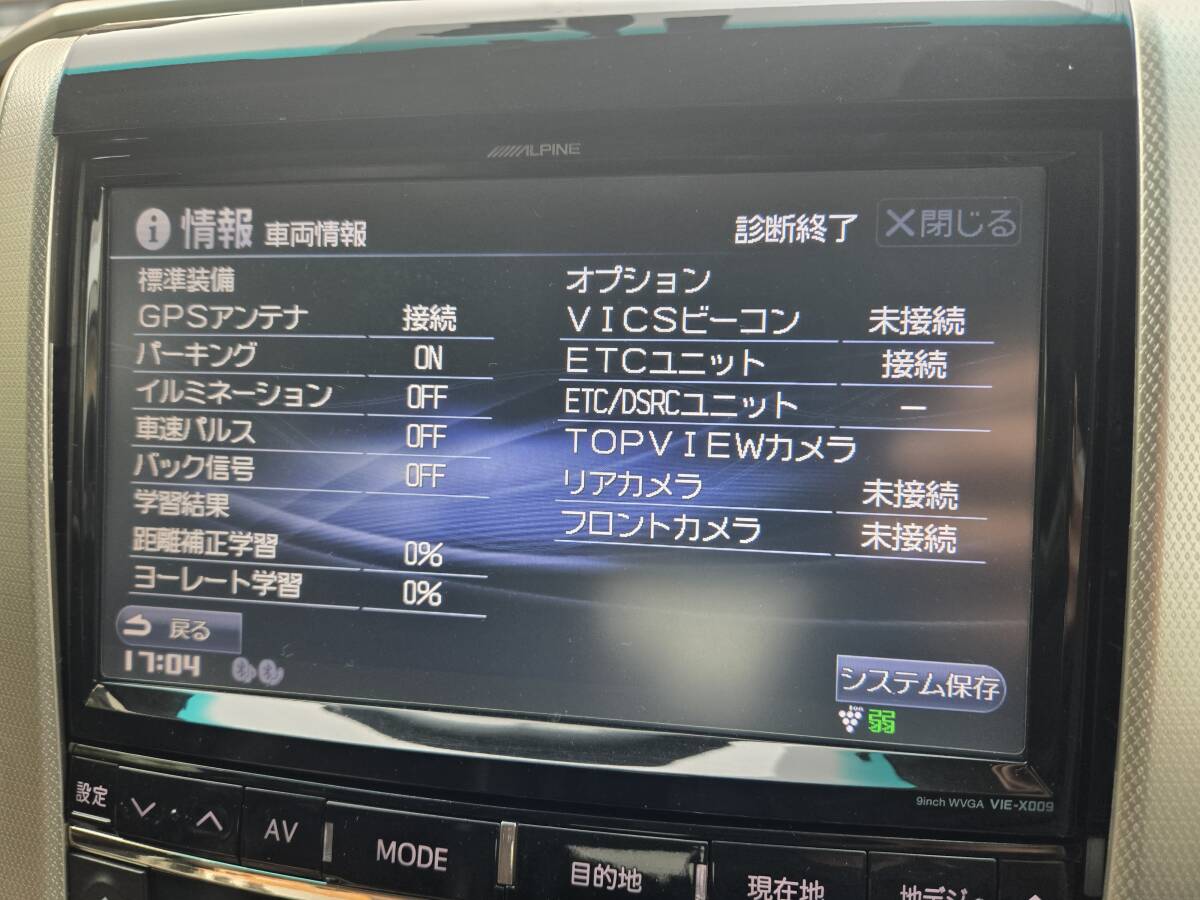 ALPINE
情報 車両情報 診断終了 ✕閉じる
標準装備
GPSアンテナ 接続
パーキング ON
イルミネーション OFF
車速パルス OFF
バック信号 OFF
学習結果
距離補正学習 0%
ヨーレート学習 0%
オプション
VICSビーコン 未接続
ETCユニット 接続
ETC/DSRCユニット ー
TOPVIEWカメラ
リアカメラ 未接続
フロントカメラ 未接続
戻る
システム保存
17:04
ion 弱
9inch WVGA VIE-X009
設定 AV MODE 目的地 現在地 地デジ